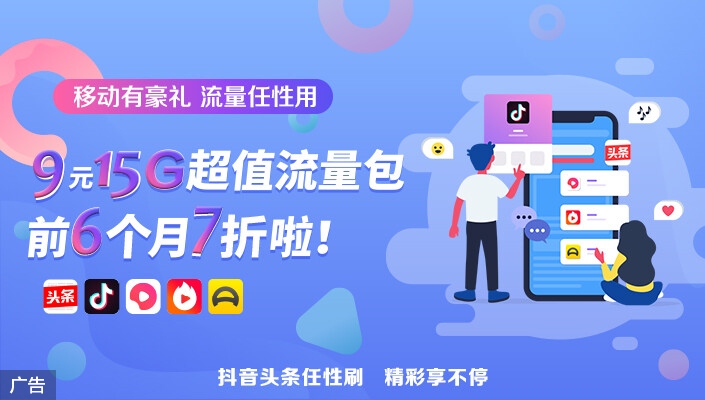 移动有豪礼 流量任性用
9元15G超值流量包
前6个月7折啦！
头条
头条
抖音头条任性刷 精彩享不停
广告